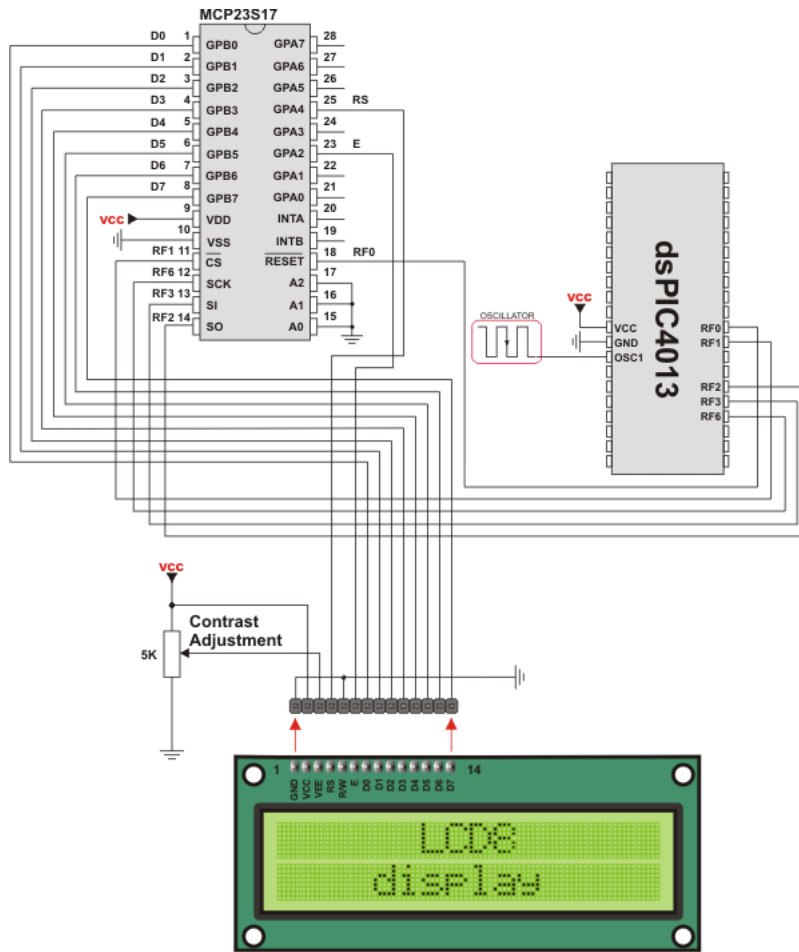 MCP23S17
D0 1 GPB0 GPA7 28
D1 2 GPB1 GPA6 27
D2 3 GPB2 GPA5 26
D3 4 GPB3 GPA4 25 RS
D4 5 GPB4 GPA3 24
D5 6 GPB5 GPA2 23 E
D6 7 GPB6 GPA1 22
D7 8 GPB7 GPA0 21
vcc 9 VDD INTA 20
10 VSS INTB 19
RF1 11 CS RESET 18 RF0
RF6 12 SCK A2 17
RF3 13 SI A1 16
RF2 14 SO A0 15
dsPIC4013
vcc
OSCILLATOR
VCC RF0
GND RF1
OSC1
RF2
RF3
RF6
vcc
Contrast
Adjustment
5K
1 14
GND VCC VEE RS R/W E D0 D1 D2 D3 D4 D5 D6 D7
LCD8
display